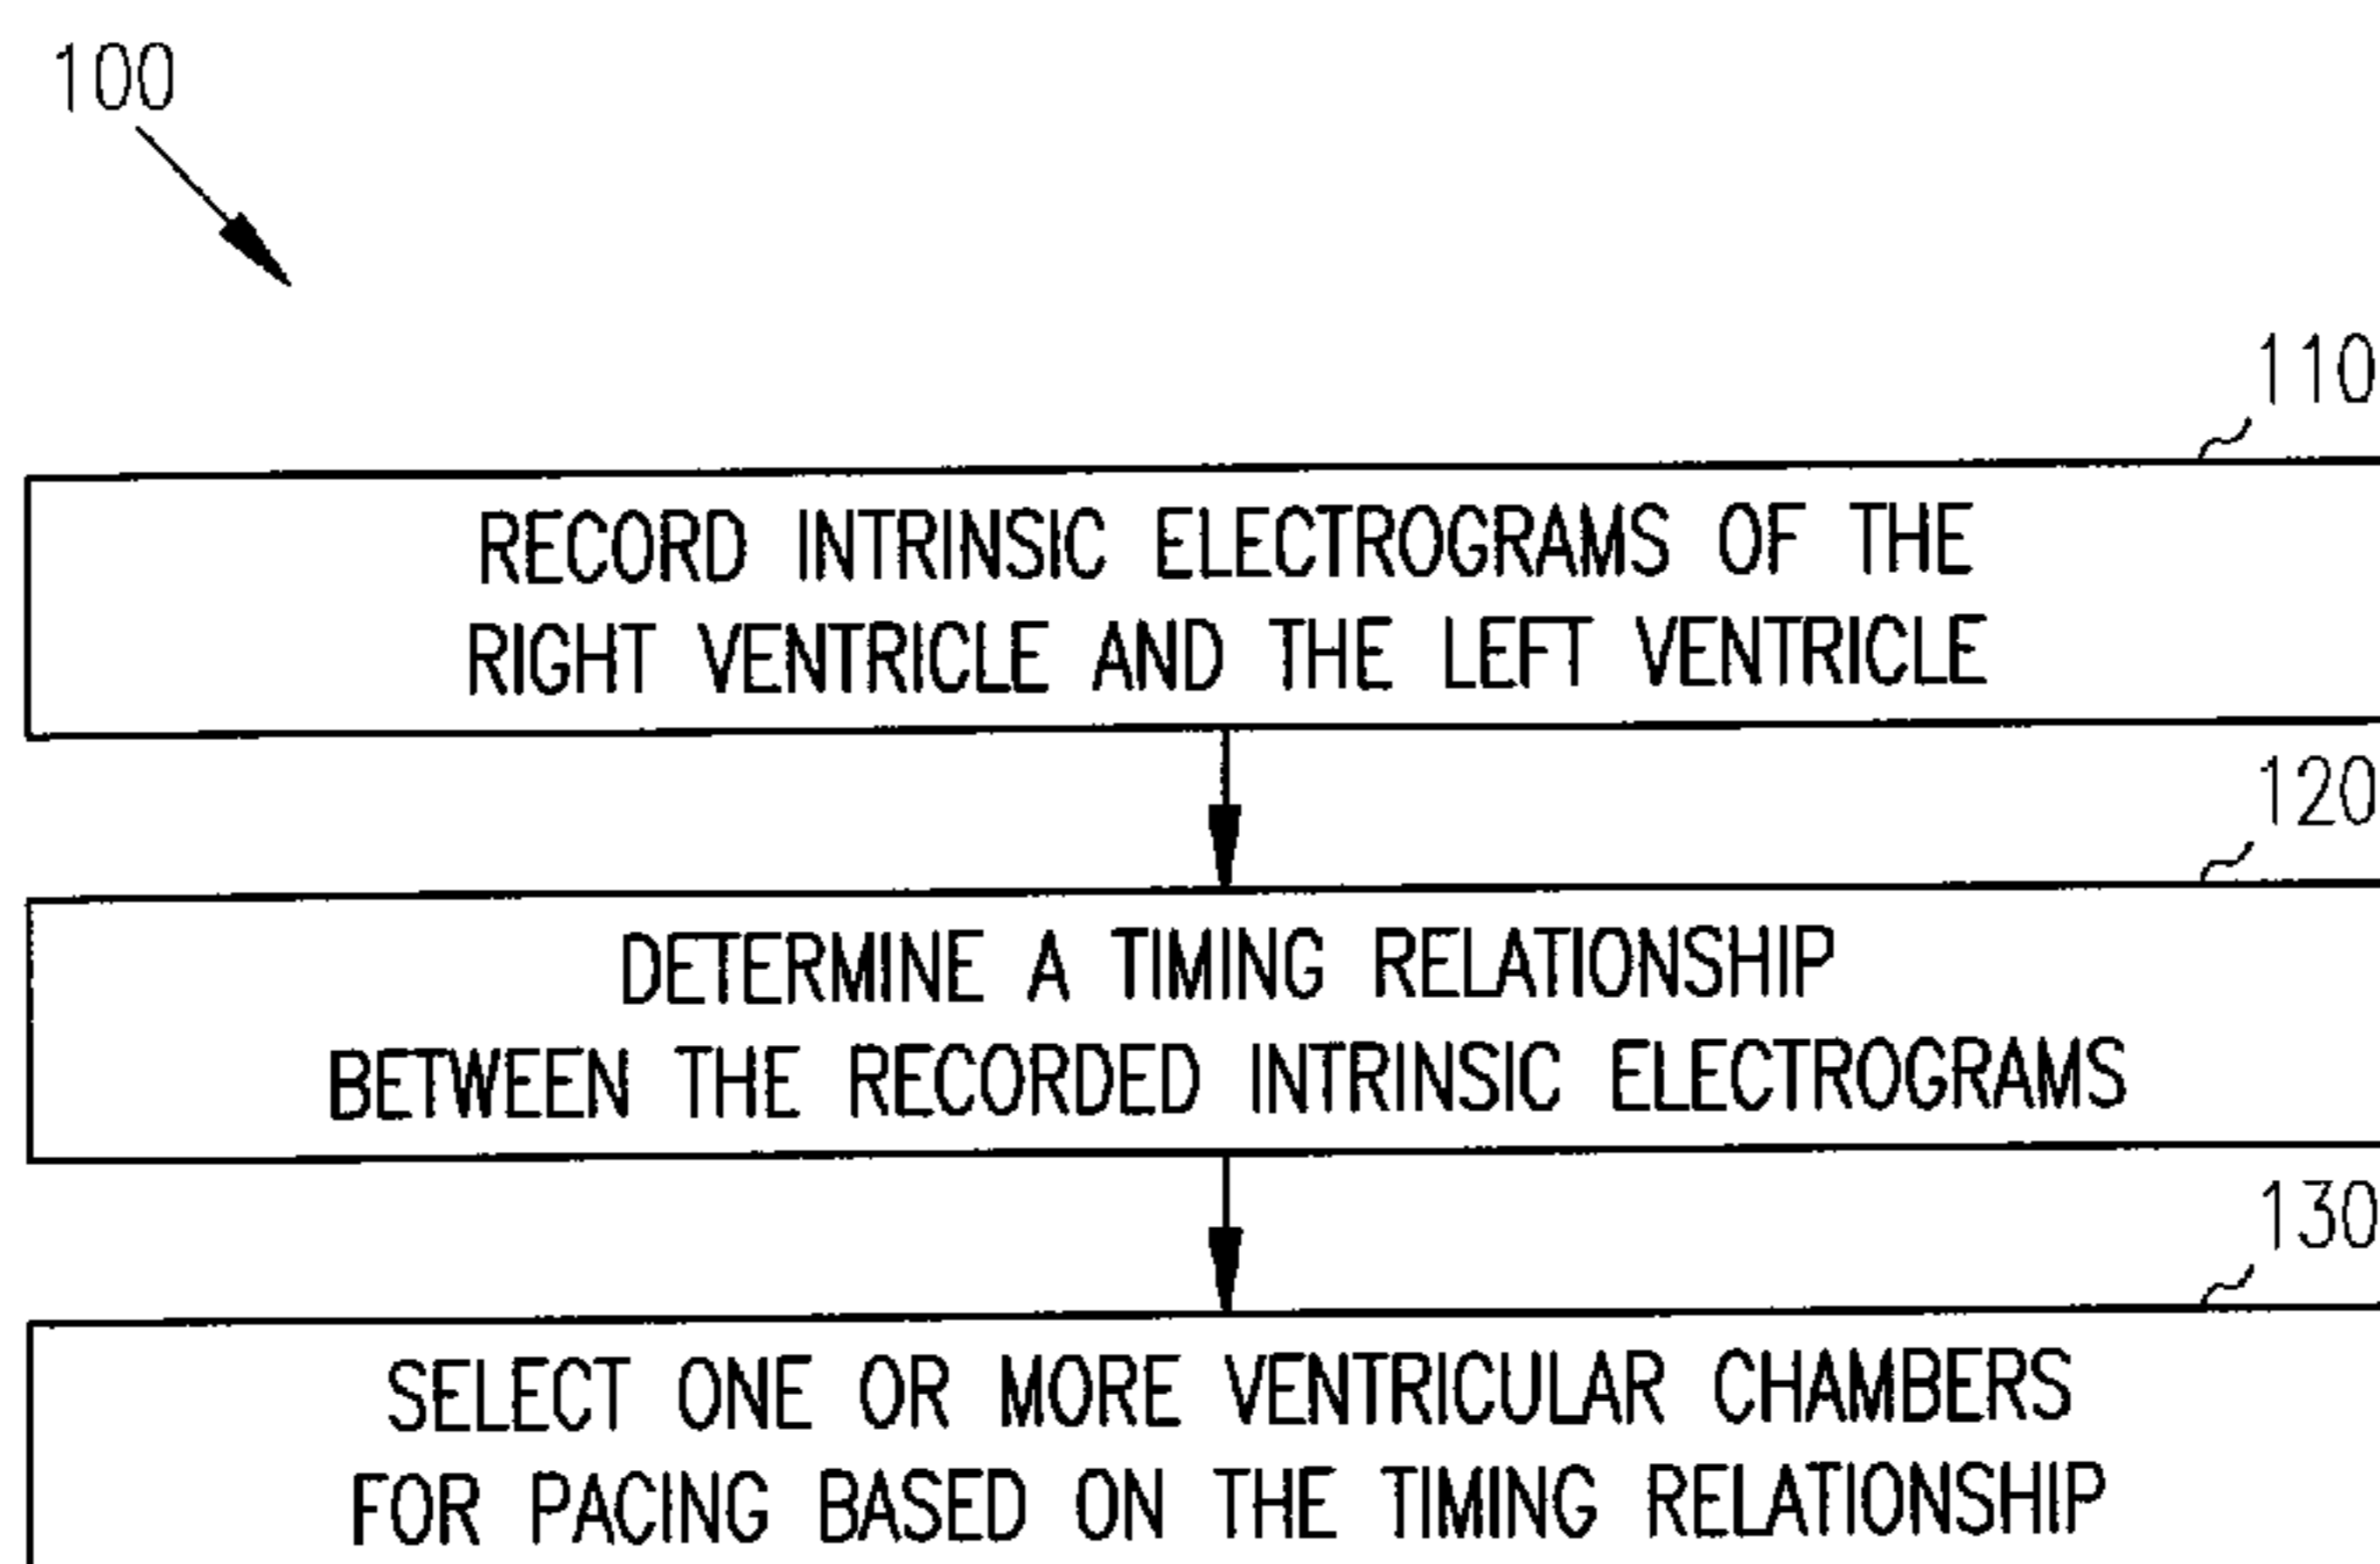 100
110
RECORD INTRINSIC ELECTROGRAMS OF THE
RIGHT VENTRICLE AND THE LEFT VENTRICLE
120
DETERMINE A TIMING RELATIONSHIP
BETWEEN THE RECORDED INTRINSIC ELECTROGRAMS
130
SELECT ONE OR MORE VENTRICULAR CHAMBERS
FOR PACING BASED ON THE TIMING RELATIONSHIP